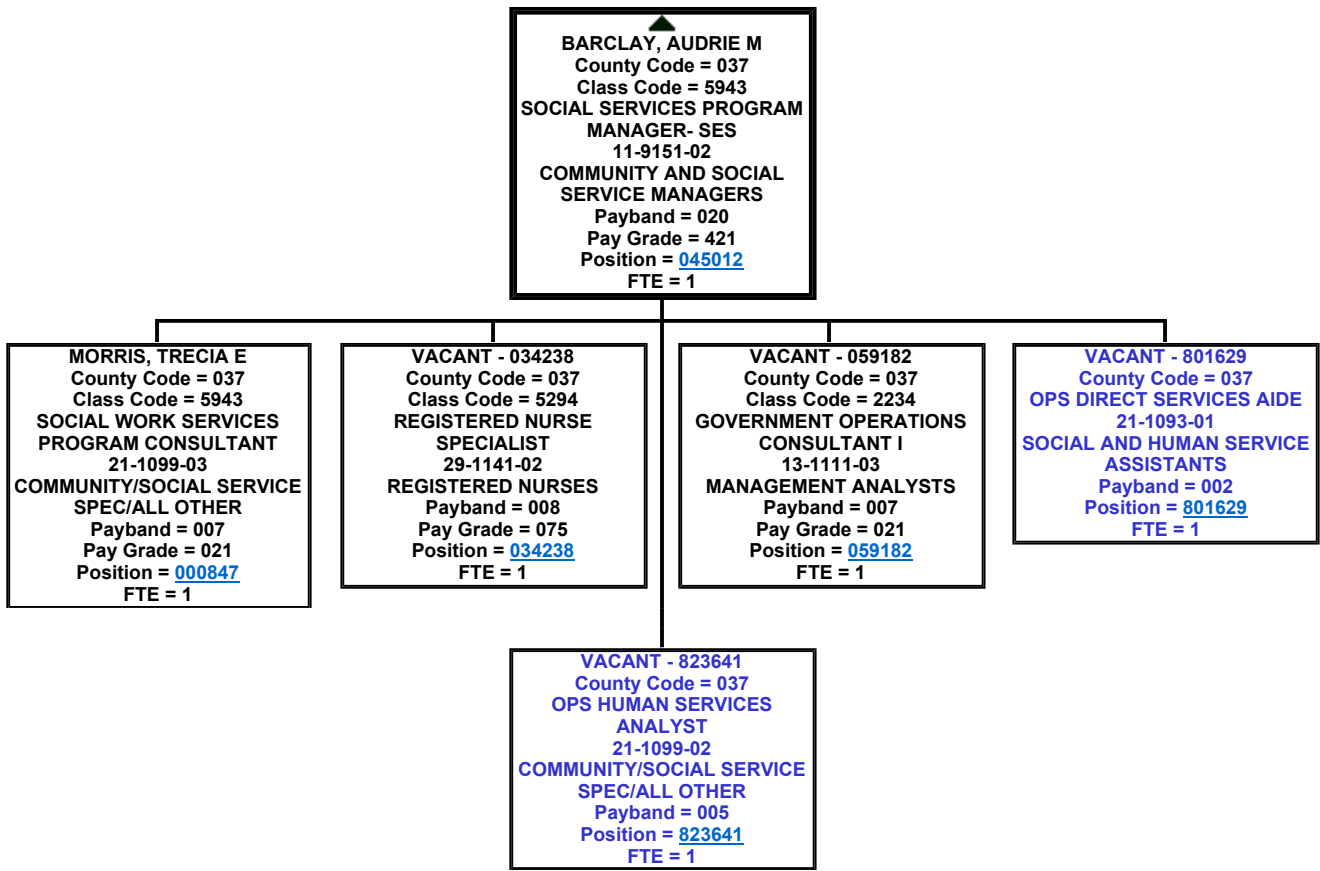 BARCLAY, AUDRIE M
County Code = 037
Class Code = 5943
SOCIAL SERVICES PROGRAM
MANAGER- SES
11-9151-02
COMMUNITY AND SOCIAL
SERVICE MANAGERS
Payband = 020
Pay Grade = 421
Position = 045012
FTE = 1
MORRIS, TRECIA E
County Code = 037
Class Code = 5943
SOCIAL WORK SERVICES
PROGRAM CONSULTANT
21-1099-03
COMMUNITY/SOCIAL SERVICE
SPEC/ALL OTHER
Payband = 007
Pay Grade = 021
Position = 000847
FTE = 1
VACANT - 034238
County Code = 037
Class Code = 5294
REGISTERED NURSE
SPECIALIST
29-1141-02
REGISTERED NURSES
Payband = 008
Pay Grade = 075
Position = 034238
FTE = 1
VACANT - 059182
County Code = 037
Class Code = 2234
GOVERNMENT OPERATIONS
CONSULTANT I
13-1111-03
MANAGEMENT ANALYSTS
Payband = 007
Pay Grade = 021
Position = 059182
FTE = 1
VACANT - 801629
County Code = 037
OPS DIRECT SERVICES AIDE
21-1093-01
SOCIAL AND HUMAN SERVICE
ASSISTANTS
Payband = 002
Position = 801629
FTE = 1
VACANT - 823641
County Code = 037
OPS HUMAN SERVICES
ANALYST
21-1099-02
COMMUNITY/SOCIAL SERVICE
SPEC/ALL OTHER
Payband = 005
Position = 823641
FTE = 1